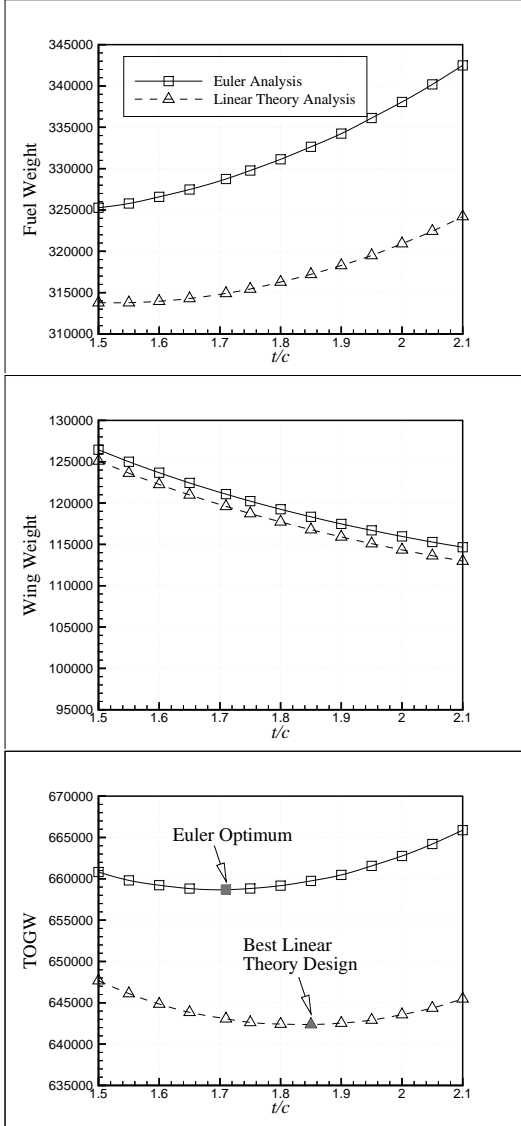 345000
340000
335000
330000
325000
320000
315000
310000
Fuel Weight
Euler Analysis
Linear Theory Analysis
1.5 1.6 1.7 1.8 1.9 2 2.1
t/c
130000
125000
120000
115000
110000
105000
100000
95000
Wing Weight
1.5 1.6 1.7 1.8 1.9 2 2.1
t/c
670000
665000
660000
655000
650000
645000
640000
635000
TOGW
Euler Optimum
Best Linear
Theory Design
1.5 1.6 1.7 1.8 1.9 2 2.1
t/c